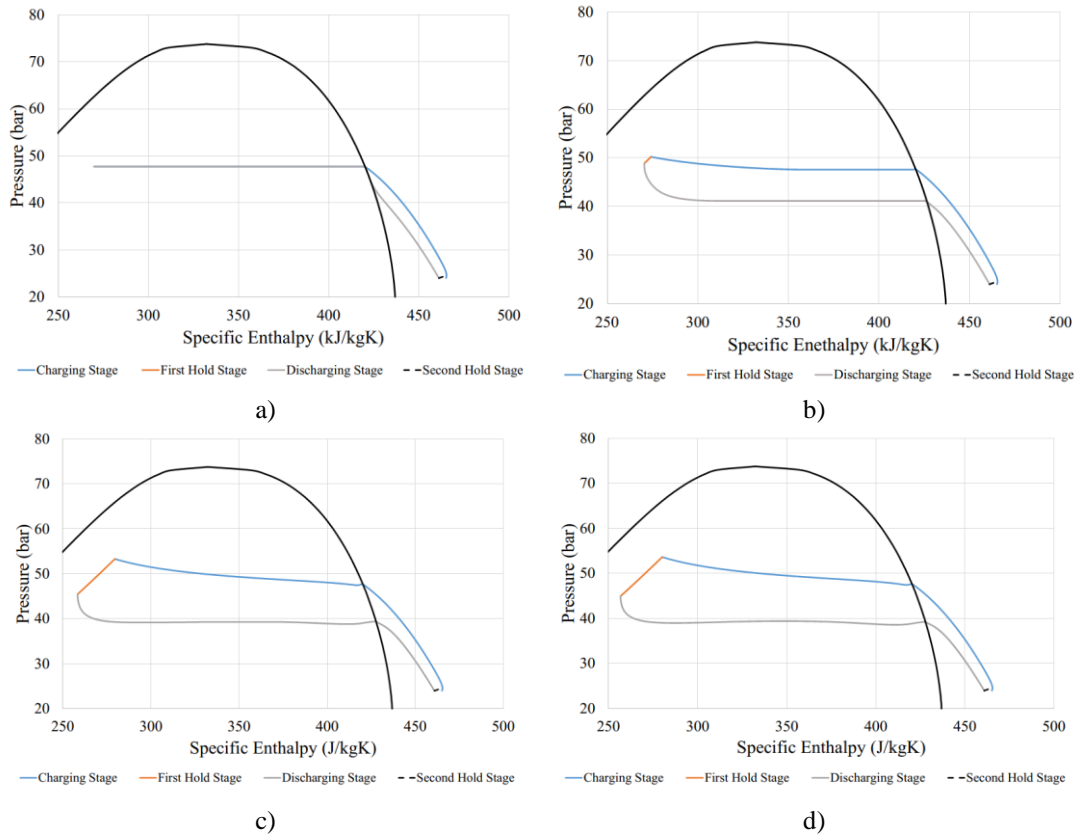 80
70
60
50
40
30
20
250 300 350 400 450 500
Pressure (bar)
Specific Enthalpy (kJ/kgK)
Charging Stage First Hold Stage Discharging Stage Second Hold Stage
a)
80
70
60
50
40
30
20
250 300 350 400 450 500
Pressure (bar)
Specific Enethalpy (kJ/kgK)
Charging Stage First Hold Stage Discharging Stage Second Hold Stage
b)
80
70
60
50
40
30
20
250 300 350 400 450 500
Pressure (bar)
Specific Enthalpy (J/kgK)
Charging Stage First Hold Stage Discharging Stage Second Hold Stage
c)
80
70
60
50
40
30
20
250 300 350 400 450 500
Pressure (bar)
Specific Enthalpy (J/kgK)
Charging Stage First Hold Stage Discharging Stage Second Hold Stage
d)